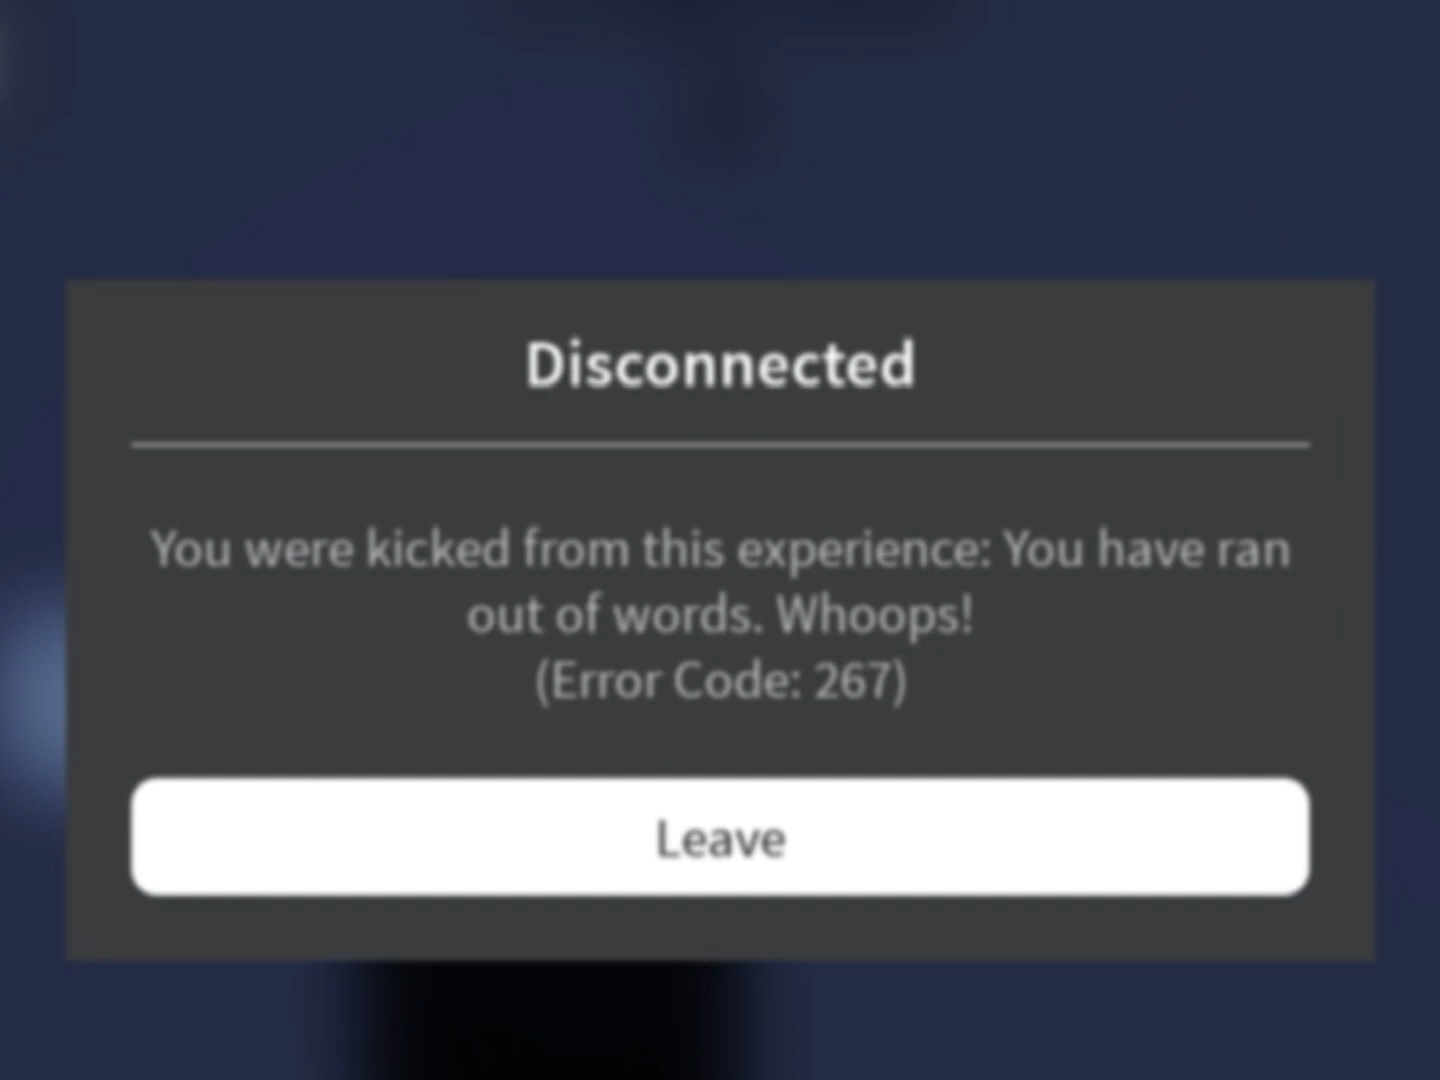 Disconnected
You were kicked from this experience: You have ran
out of words. Whoops!
(Error Code: 267)
Leave